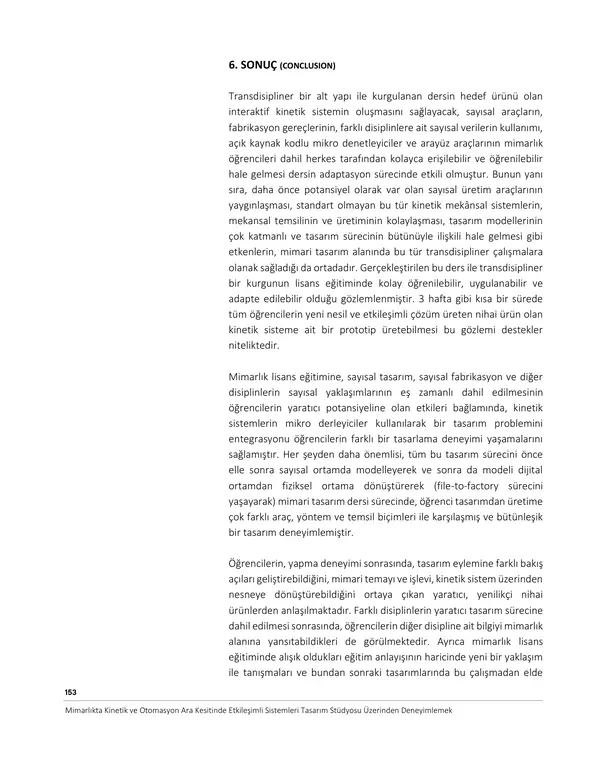 6. SONUÇ (CONCLUSION)
Transdisipliner bir alt yapı ile kurgulanan dersin hedef ürünü olan
interaktif kinetik sistemin oluşmasını sağlayacak, sayısal araçların,
fabrikasyon gereçlerinin, farklı disiplinlere ait sayısal verilerin kullanımı,
açık kaynak kodlu mikro denetleyiciler ve arayüz araçlarının mimarlık
öğrencileri dahil herkes tarafından kolayca erişilebilir ve öğrenilebilir
hale gelmesi dersin adaptasyon sürecinde etkili olmuştur. Bunun yanı
sıra, daha önce potansiyel olarak var olan sayısal üretim araçlarının
yaygınlaşması, standart olmayan bu tür kinetik mekânsal sistemlerin,
mekansal temsilinin ve üretiminin kolaylaşması, tasarım modellerinin
çok katmanlı ve tasarım sürecinin bütünüyle ilişkili hale gelmesi gibi
etkenlerin, mimari tasarım alanında bu tür transdisipliner çalışmalara
olanak sağladığı da ortadadır. Gerçekleştirilen bu ders ile transdisipliner
bir kurgunun lisans eğitiminde kolay öğrenilebilir, uygulanabilir ve
adapte edilebilir olduğu gözlemlenmiştir. 3 hafta gibi kısa bir sürede
tüm öğrencilerin yeni nesil ve etkileşimli çözüm üreten nihai ürün olan
kinetik sisteme ait bir prototip üretebilmesi bu gözlemi destekler
niteliktedir.
Mimarlık lisans eğitimine, sayısal tasarım, sayısal fabrikasyon ve diğer
disiplinlerin sayısal yaklaşımlarının eş zamanlı dahil edilmesinin
öğrencilerin yaratıcı potansiyeline olan etkileri bağlamında, kinetik
sistemlerin mikro derleyiciler kullanılarak bir tasarım problemini
entegrasyonu öğrencilerin farklı bir tasarlama deneyimi yaşamalarını
sağlamıştır. Her şeyden daha önemlisi, tüm bu tasarım sürecini önce
elle sonra sayısal ortamda modelleyerek ve sonra da modeli dijital
ortamdan fiziksel ortama dönüştürerek (file-to-factory sürecini
yaşayarak) mimari tasarım dersi sürecinde, öğrenci tasarımdan üretime
çok farklı araç, yöntem ve temsil biçimleri ile karşılaşmış ve bütünleşik
bir tasarım deneyimlemiştir.
Öğrencilerin, yapma deneyimi sonrasında, tasarım eylemine farklı bakış
açıları geliştirebildiğini, mimari temayı ve işlevi, kinetik sistem üzerinden
nesneye dönüştürebildiğini ortaya çıkan yaratıcı, yenilikçi nihai
ürünlerden anlaşılmaktadır. Farklı disiplinlerin yaratıcı tasarım sürecine
dahil edilmesi sonrasında, öğrencilerin diğer disipline ait bilgiyi mimarlık
alanına yansıtabildikleri de görülmektedir. Ayrıca mimarlık lisans
eğitiminde alışık oldukları eğitim anlayışının haricinde yeni bir yaklaşım
ile tanışmaları ve bundan sonraki tasarımlarında bu çalışmadan elde
153
Mimarlıkta Kinetik ve Otomasyon Ara Kesitinde Etkileşimli Sistemleri Tasarım Stüdyosu Üzerinden Deneyimlemek